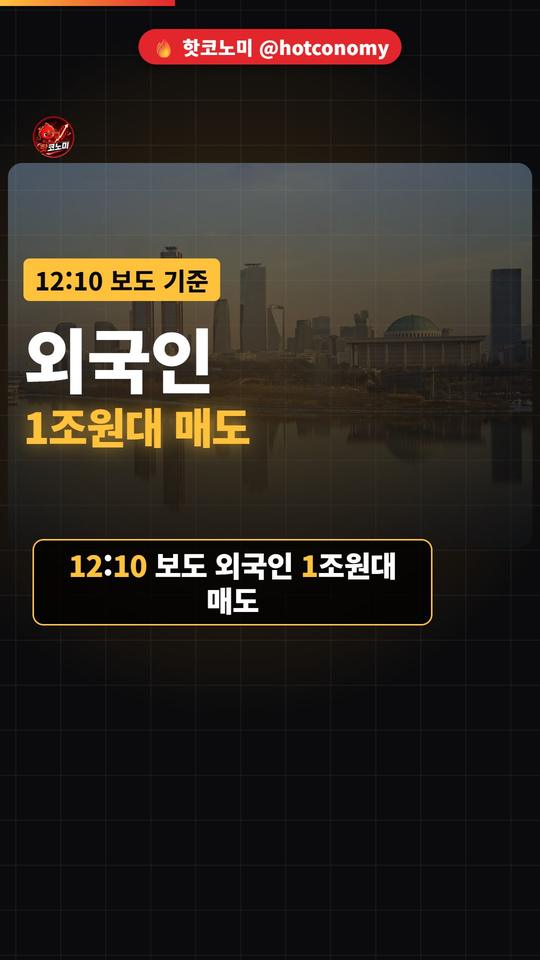 🔥 핫코노미 @hotconomy
핫코노미
12:10 보도 기준
외국인
1조원대 매도
12:10 보도 외국인 1조원대
매도